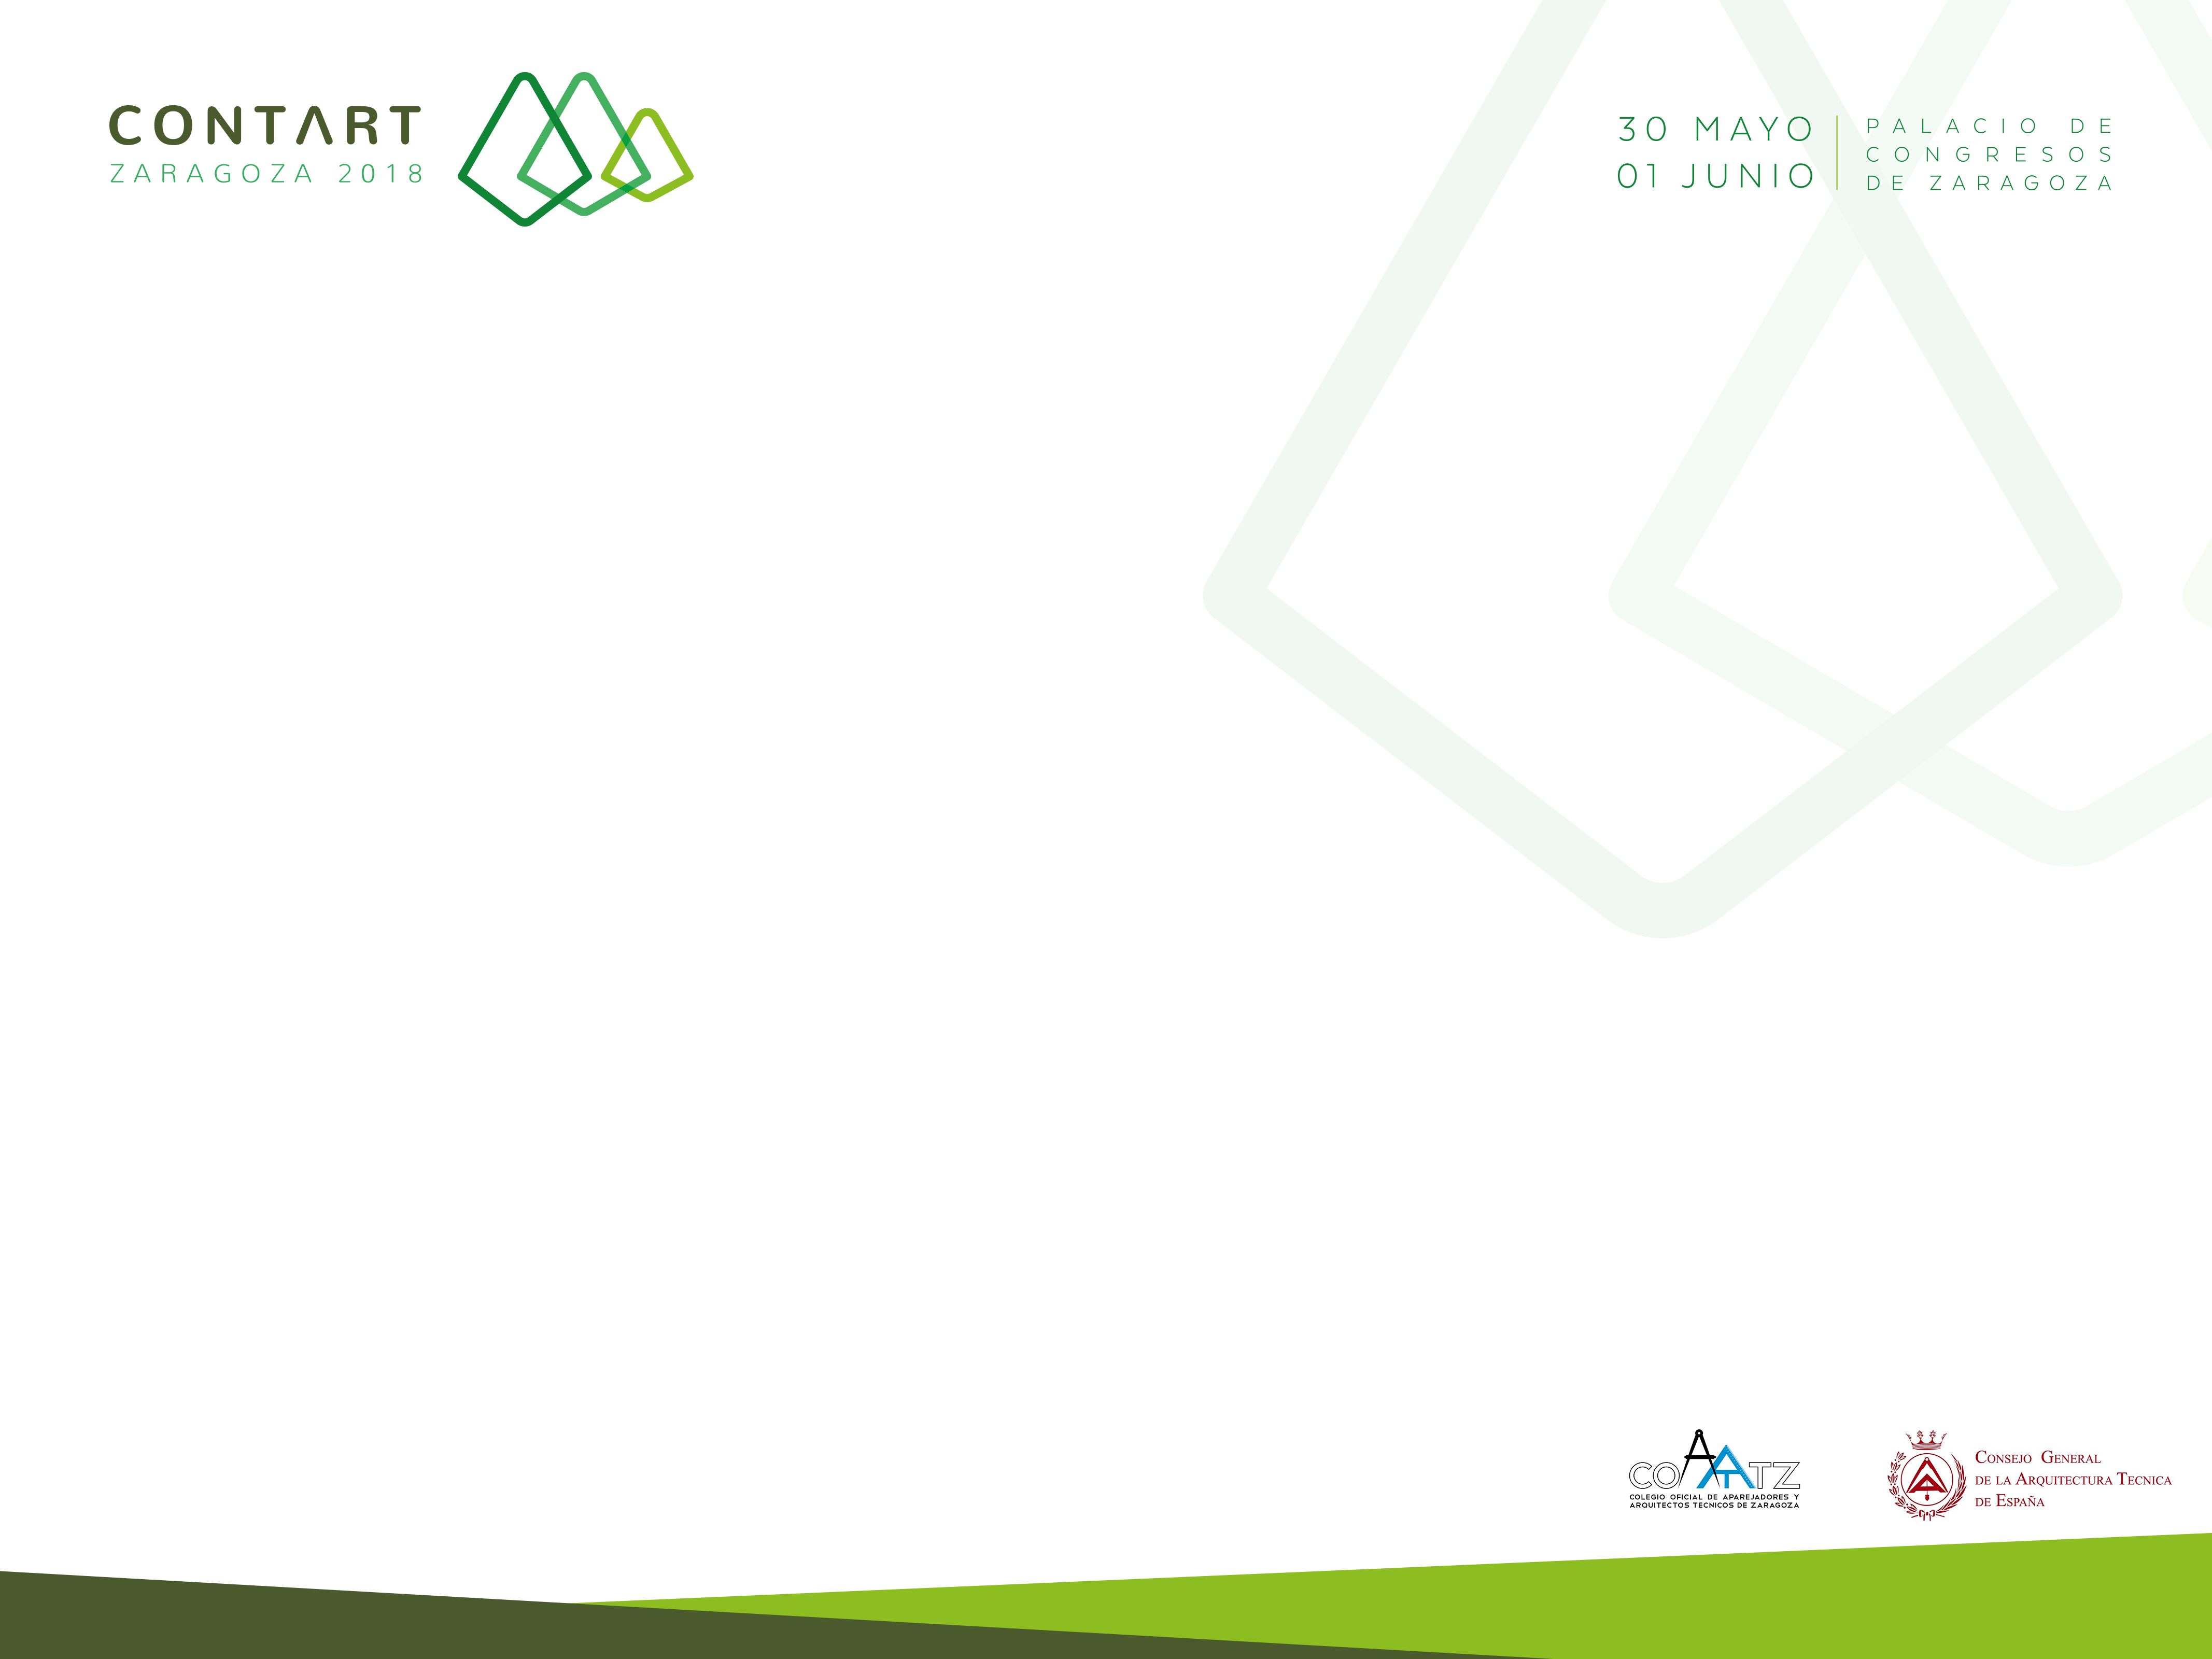 CONTART
ZARAGOZA 2018
30 MAYO
01 JUNIO
PALACIO DE
CONGRESOS
DE ZARAGOZA
COAATZ
COLEGIO OFICIAL DE APAREJADORES Y
ARQUITECTOS TECNICOS DE ZARAGOZA
CONSEJO GENERAL
DE LA ARQUITECTURA TECNICA
DE ESPAÑA